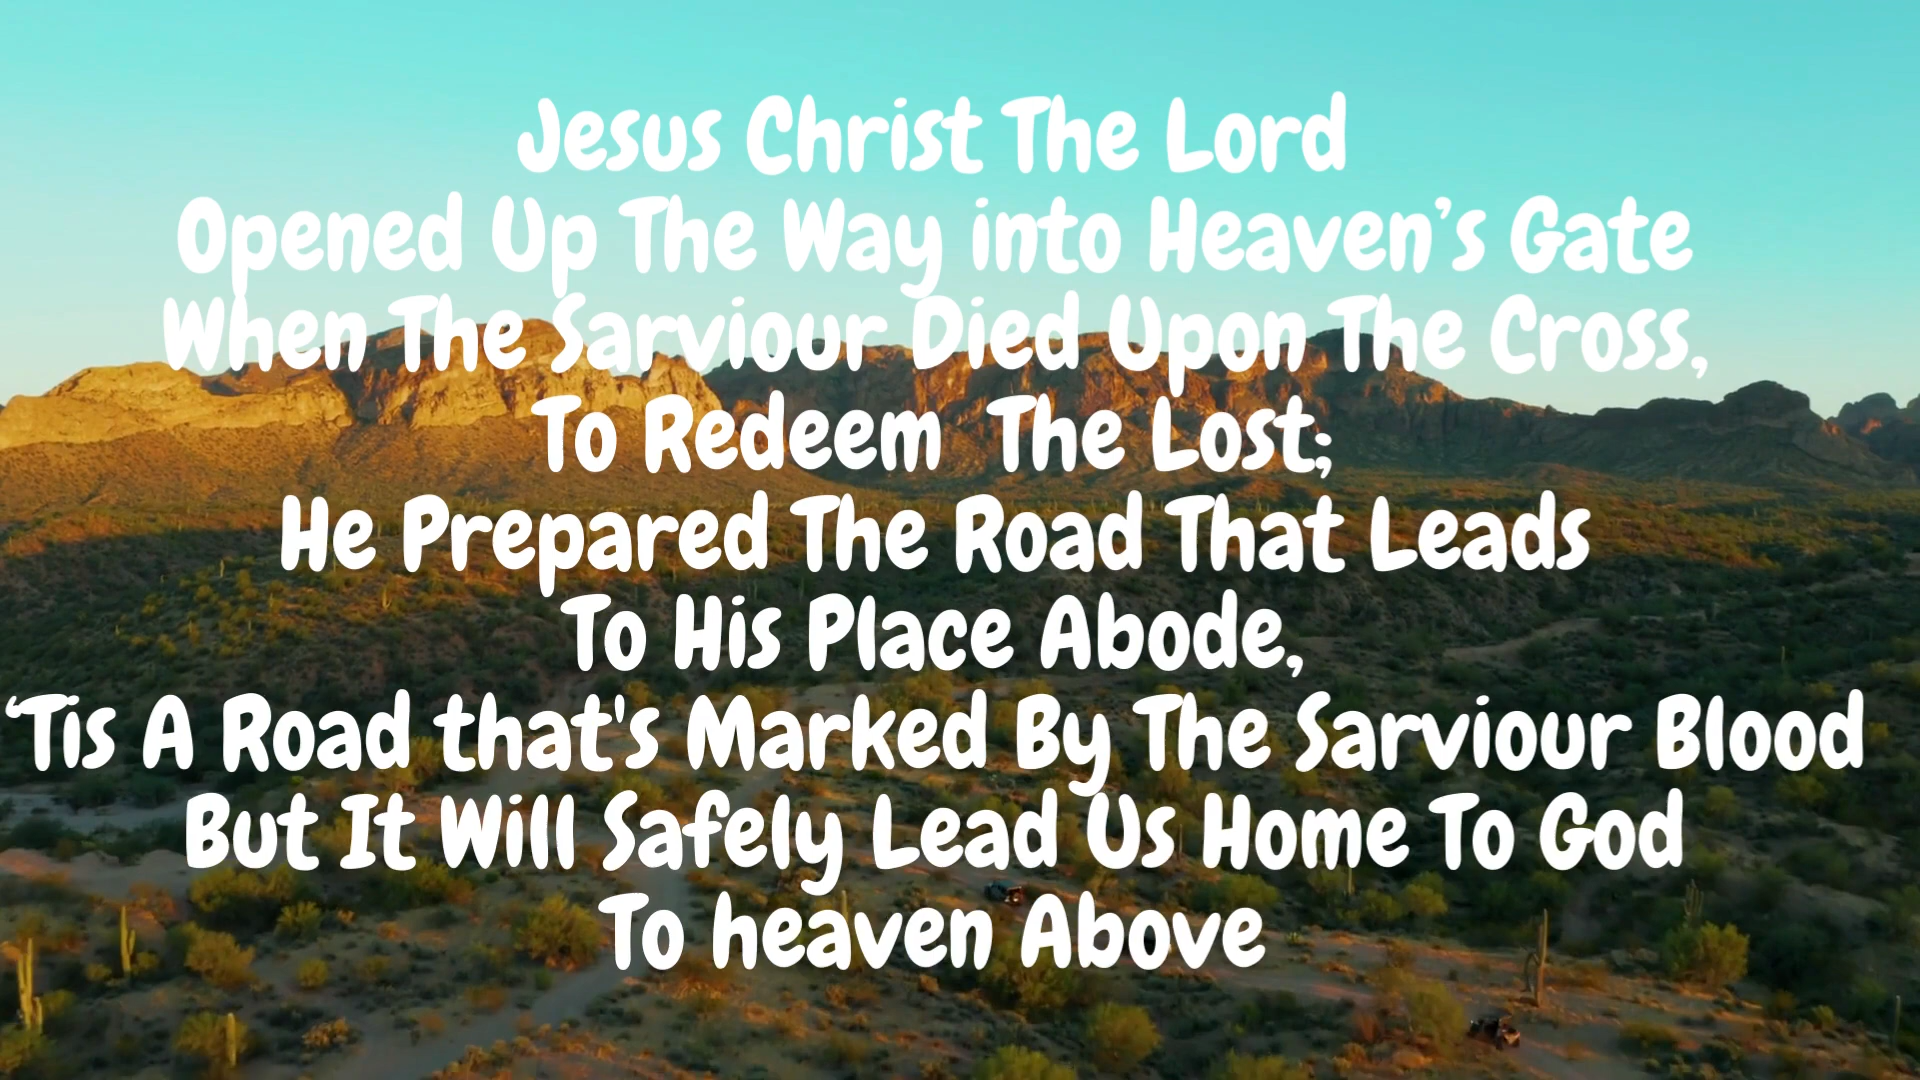 Jesus Christ The Lord
Opened Up The Way into Heaven’s Gate
When The Sarviour Died Upon The Cross,
To Redeem  The Lost;
He Prepared The Road That Leads
To His Place Abode,
‘Tis A Road that's Marked By The Sarviour Blood
But It Will Safely Lead Us Home To God
To heaven Above